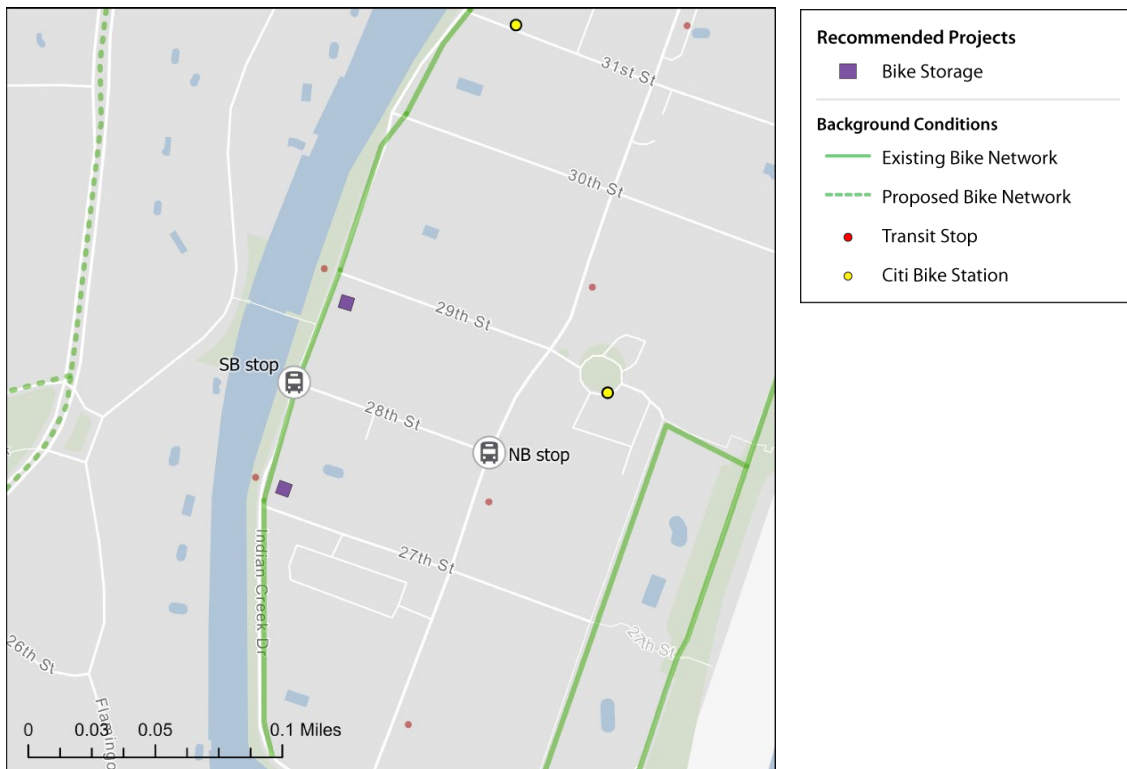 31st St
30th St
29th St
SB stop
28th St
NB stop
27th St
Indian Creek Dr
27th St
26th St
Flamingo
0 0.03 0.05 0.1 Miles
Recommended Projects
Bike Storage
Background Conditions
Existing Bike Network
Proposed Bike Network
Transit Stop
Citi Bike Station